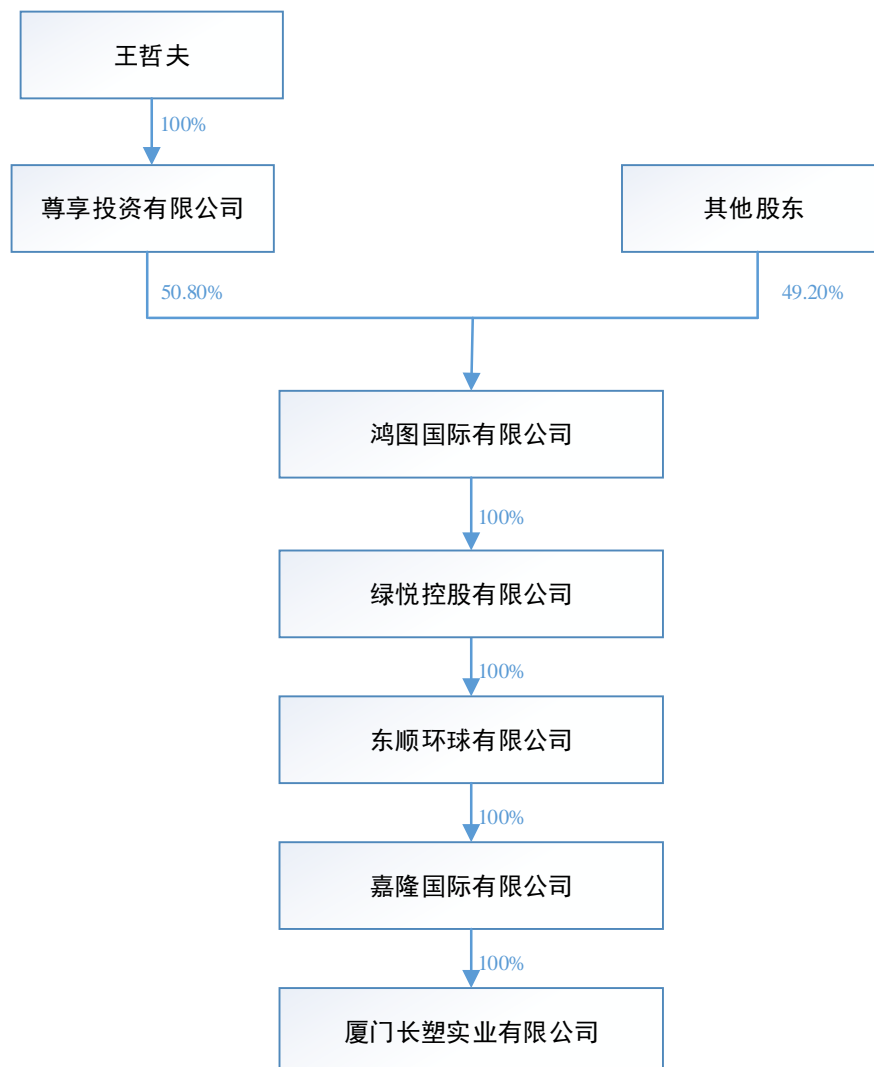 王哲夫
100%
尊享投资有限公司
其他股东
50.80%
49.20%
鸿图国际有限公司
100%
绿悦控股有限公司
100%
东顺环球有限公司
100%
嘉隆国际有限公司
100%
厦门长塑实业有限公司